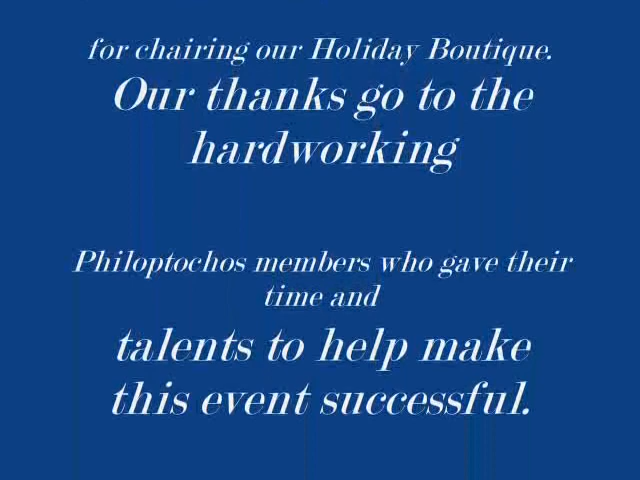 for chairing our Holiday Boutique.
Our thanks go to the
hardworking
Philoptochos members who gave their
time and
talents to help make
this event successful.